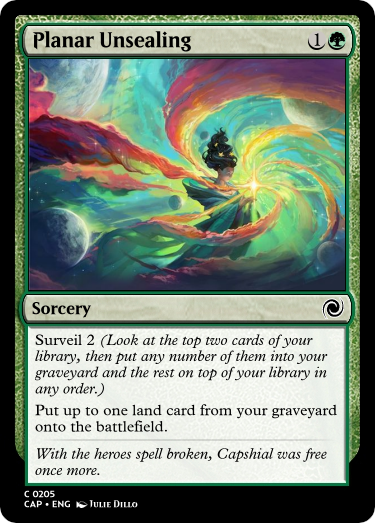 Planar Unsealing 1
Sorcery
Surveil 2 (Look at the top two cards of your
library, then put any number of them into your
graveyard and the rest on top of your library in
any order.)
Put up to one land card from your graveyard
onto the battlefield.
With the heroes spell broken, Capshial was free
once more.
C 0205
CAP • ENG Julie Dillo